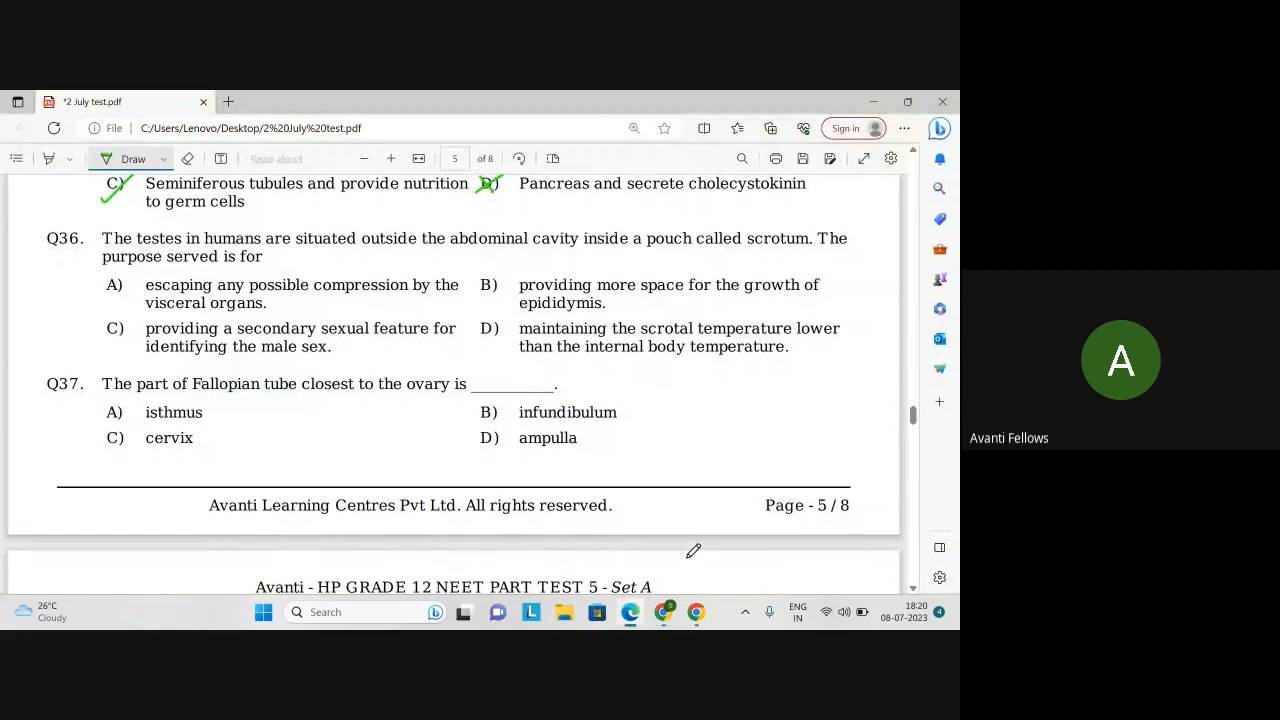 *2 July test.pdf
File | C:/Users/Lenovo/Desktop/2%20July%20test.pdf
Sign in
Draw
Read aloud
5 of 8
C) Seminiferous tubules and provide nutrition D) Pancreas and secrete cholecystokinin
to germ cells
Q36. The testes in humans are situated outside the abdominal cavity inside a pouch called scrotum. The
purpose served is for
A) escaping any possible compression by the B) providing more space for the growth of
visceral organs. epididymis.
C) providing a secondary sexual feature for D) maintaining the scrotal temperature lower
identifying the male sex. than the internal body temperature.
Q37. The part of Fallopian tube closest to the ovary is __________.
A) isthmus B) infundibulum
C) cervix D) ampulla
Avanti Learning Centres Pvt Ltd. All rights reserved. Page - 5 / 8
Avanti - HP GRADE 12 NEET PART TEST 5 - Set A
A
Avanti Fellows
26°C
Cloudy
Search
ENG
IN
18:20
08-07-2023
4